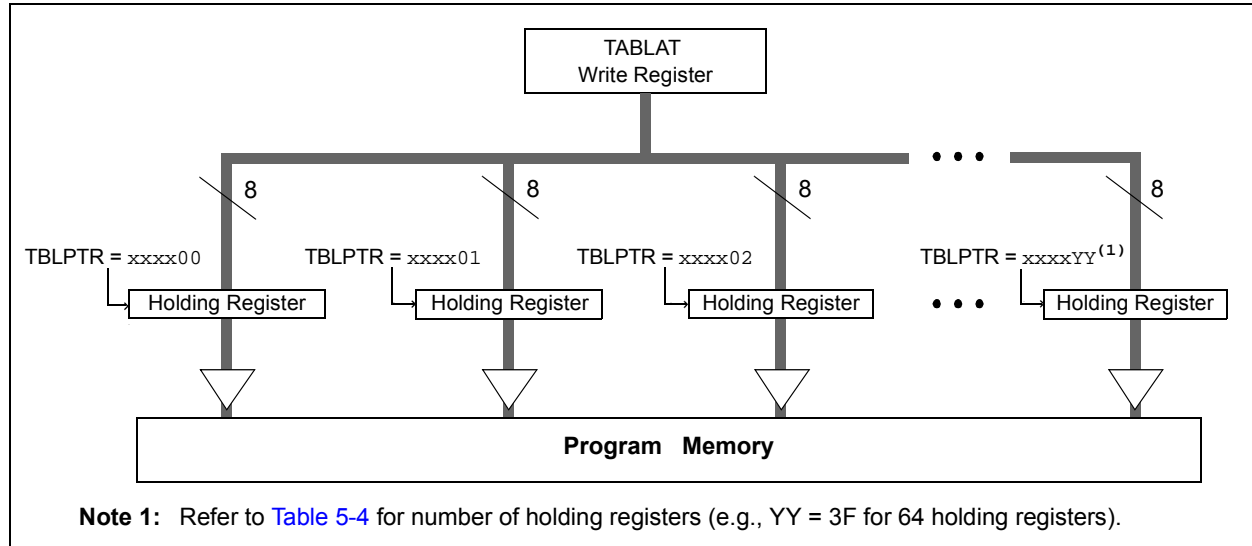 TABLAT
Write Register
8 8 8 8
TBLPTR = xxxx00 TBLPTR = xxxx01 TBLPTR = xxxx02 TBLPTR = xxxxYY(1)
Holding Register Holding Register Holding Register Holding Register
Program Memory
Note 1: Refer to Table 5-4 for number of holding registers (e.g., YY = 3F for 64 holding registers).